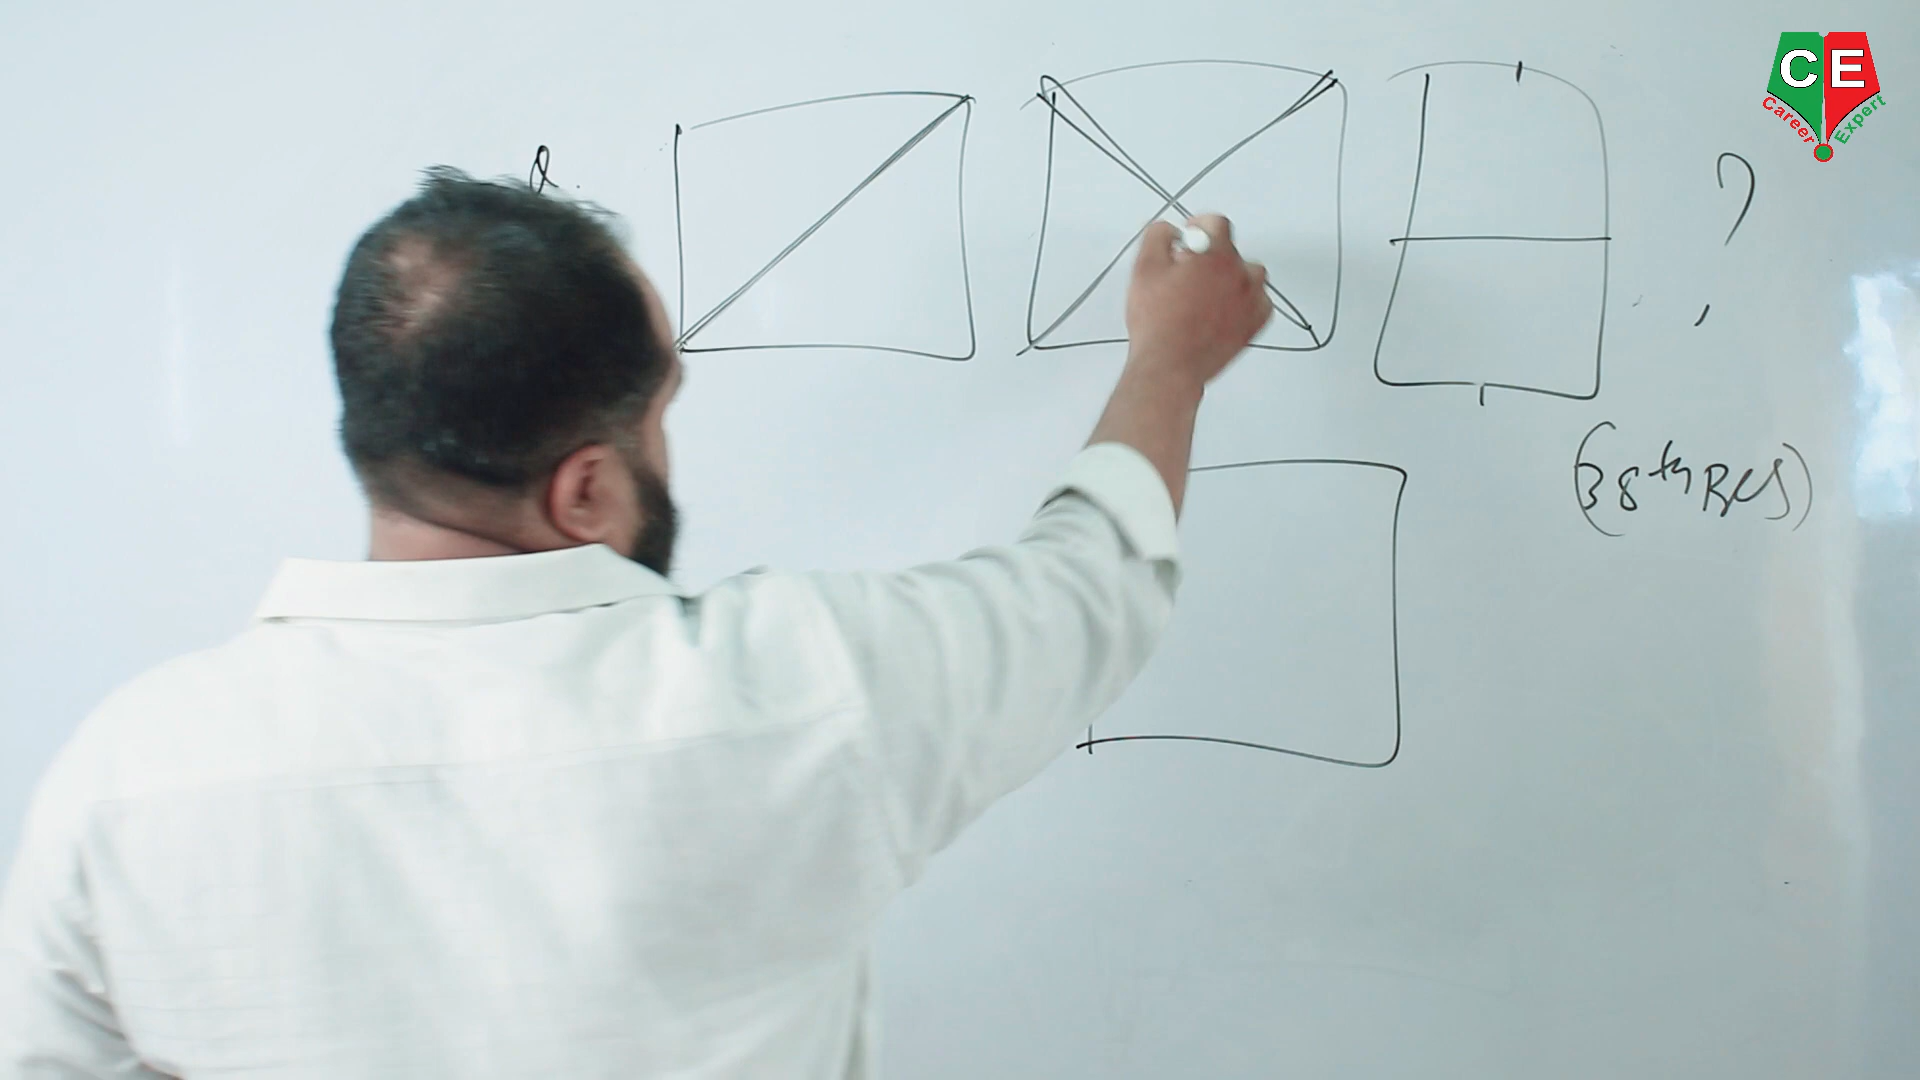 CE
Career Expert
Q.
?
,
(38th BCS)